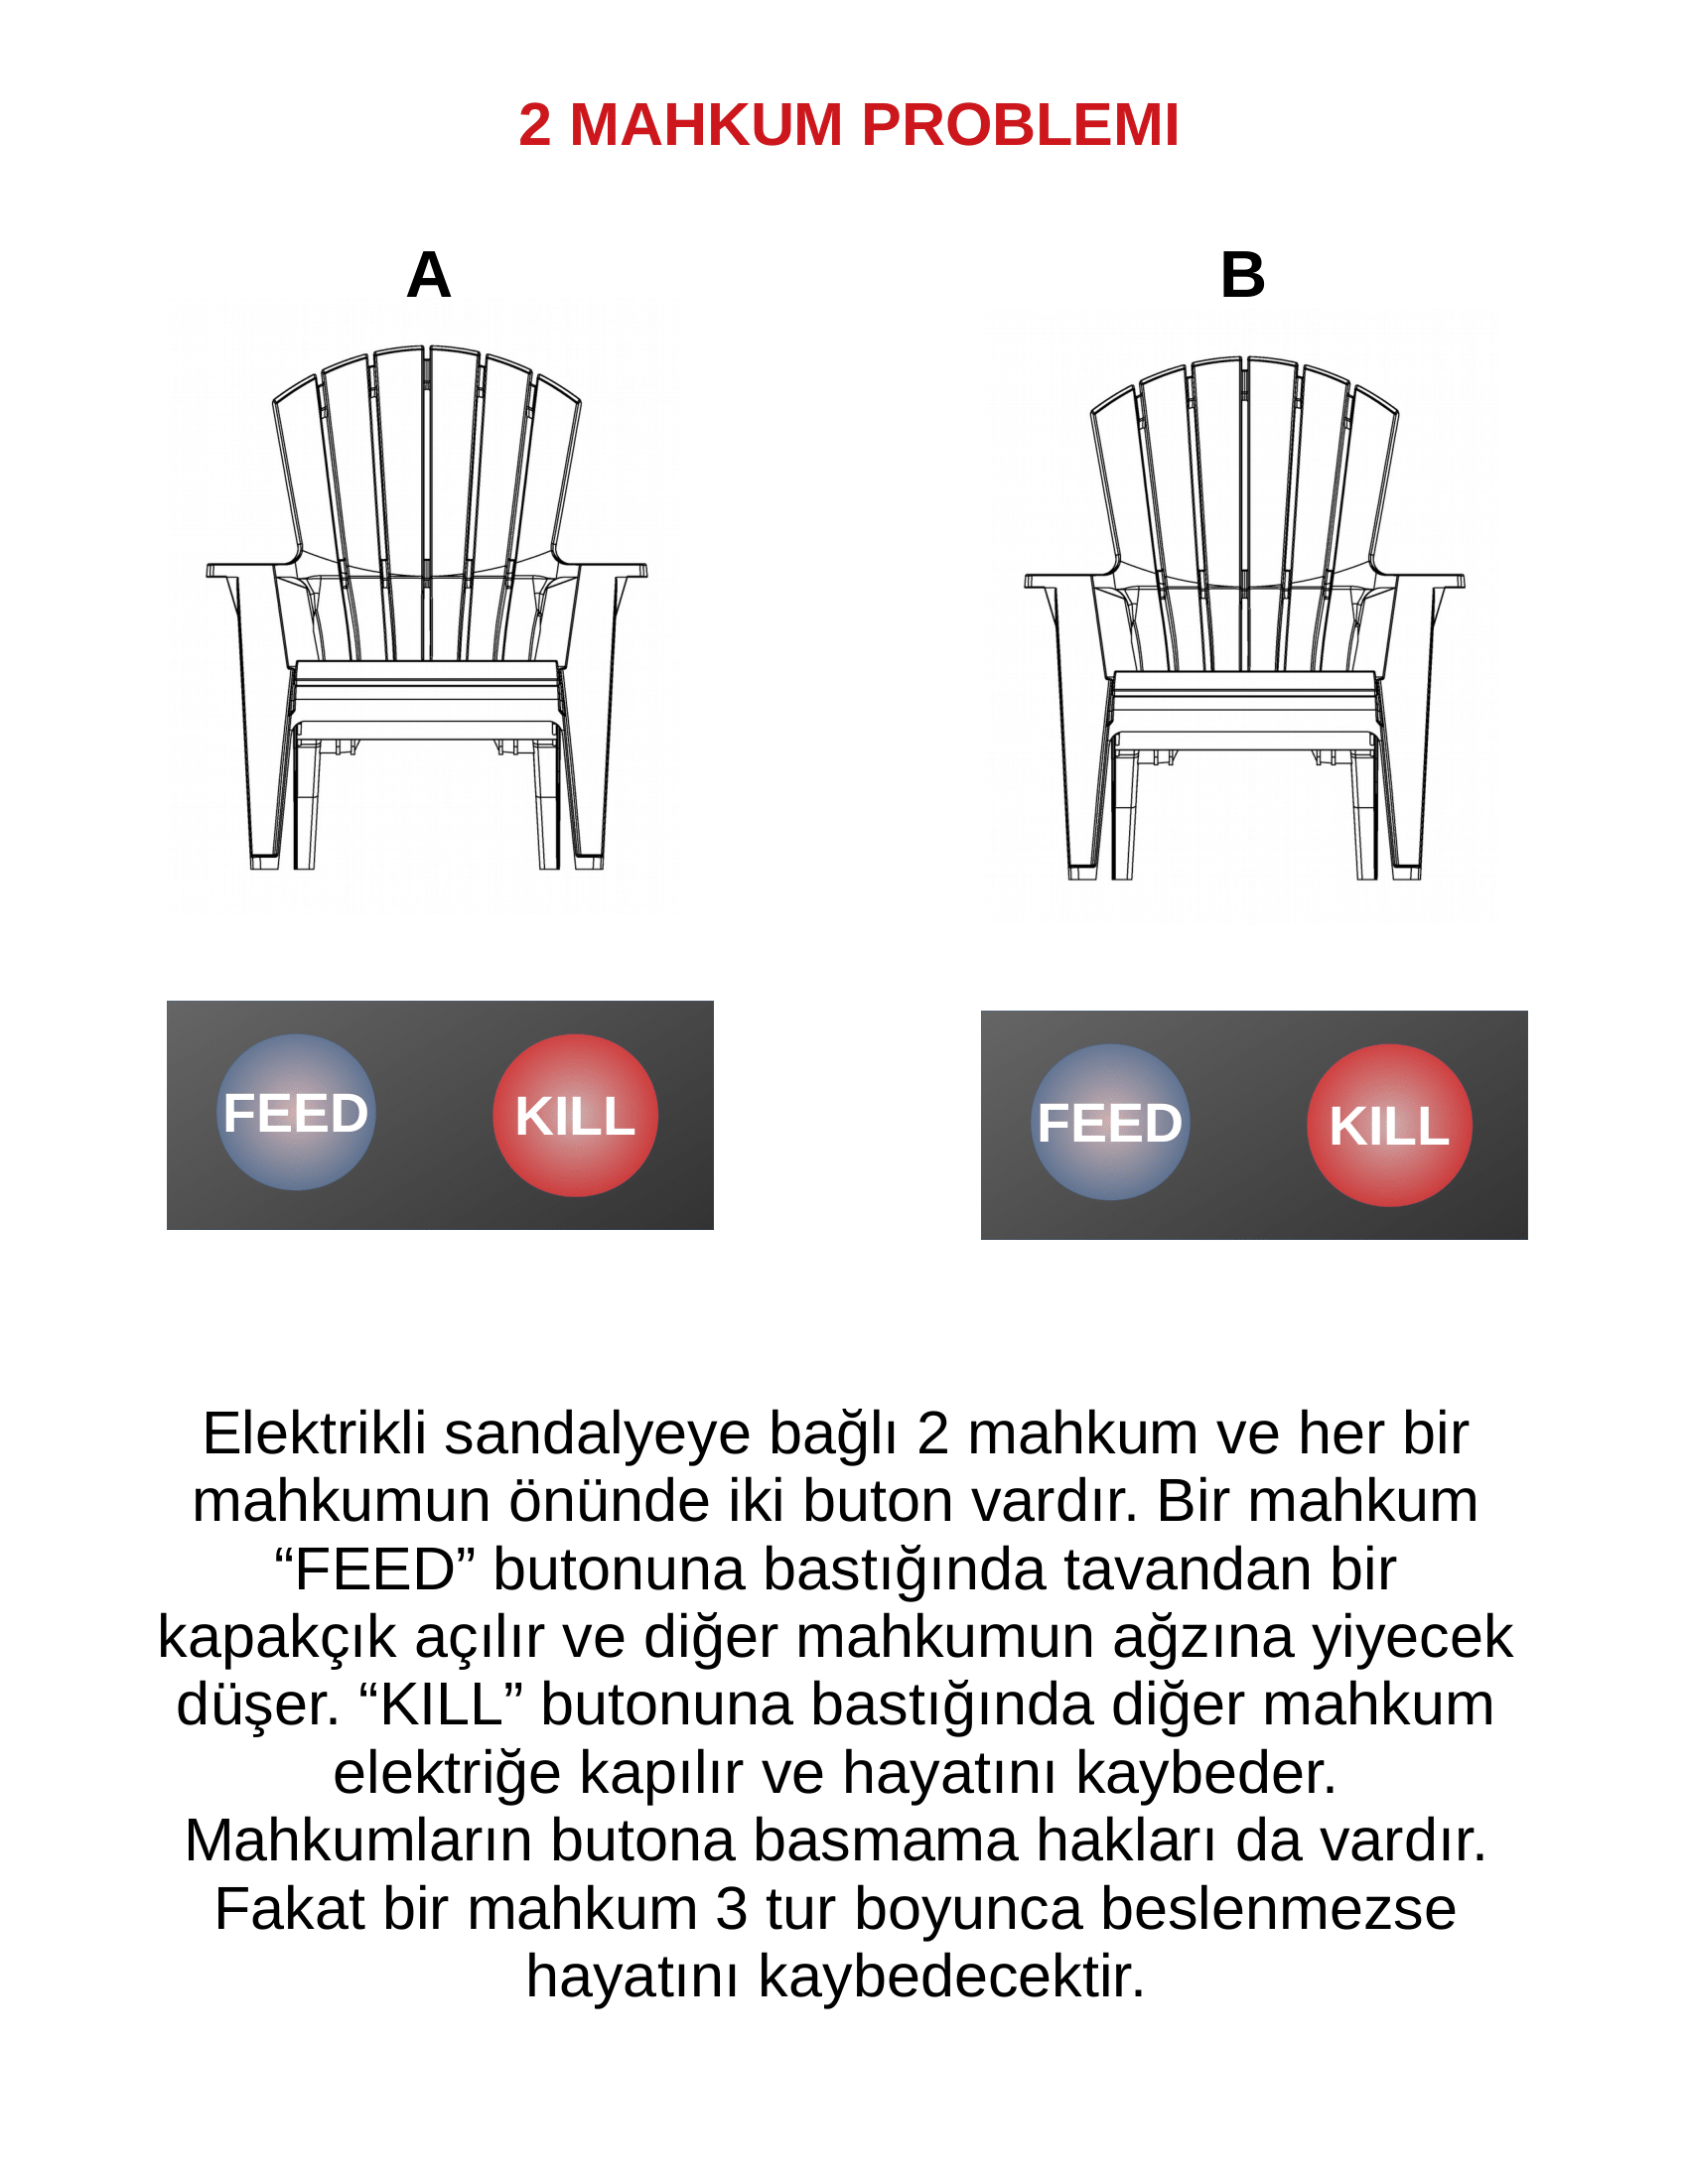 2 MAHKUM PROBLEMI
A
B
FEED
KILL
FEED
KILL
Elektrikli sandalyeye bağlı 2 mahkum ve her bir
mahkumun önünde iki buton vardır. Bir mahkum
“FEED” butonuna bastığında tavandan bir
kapakçık açılır ve diğer mahkumun ağzına yiyecek
düşer. “KILL” butonuna bastığında diğer mahkum
elektriğe kapılır ve hayatını kaybeder.
Mahkumların butona basmama hakları da vardır.
Fakat bir mahkum 3 tur boyunca beslenmezse
hayatını kaybedecektir.